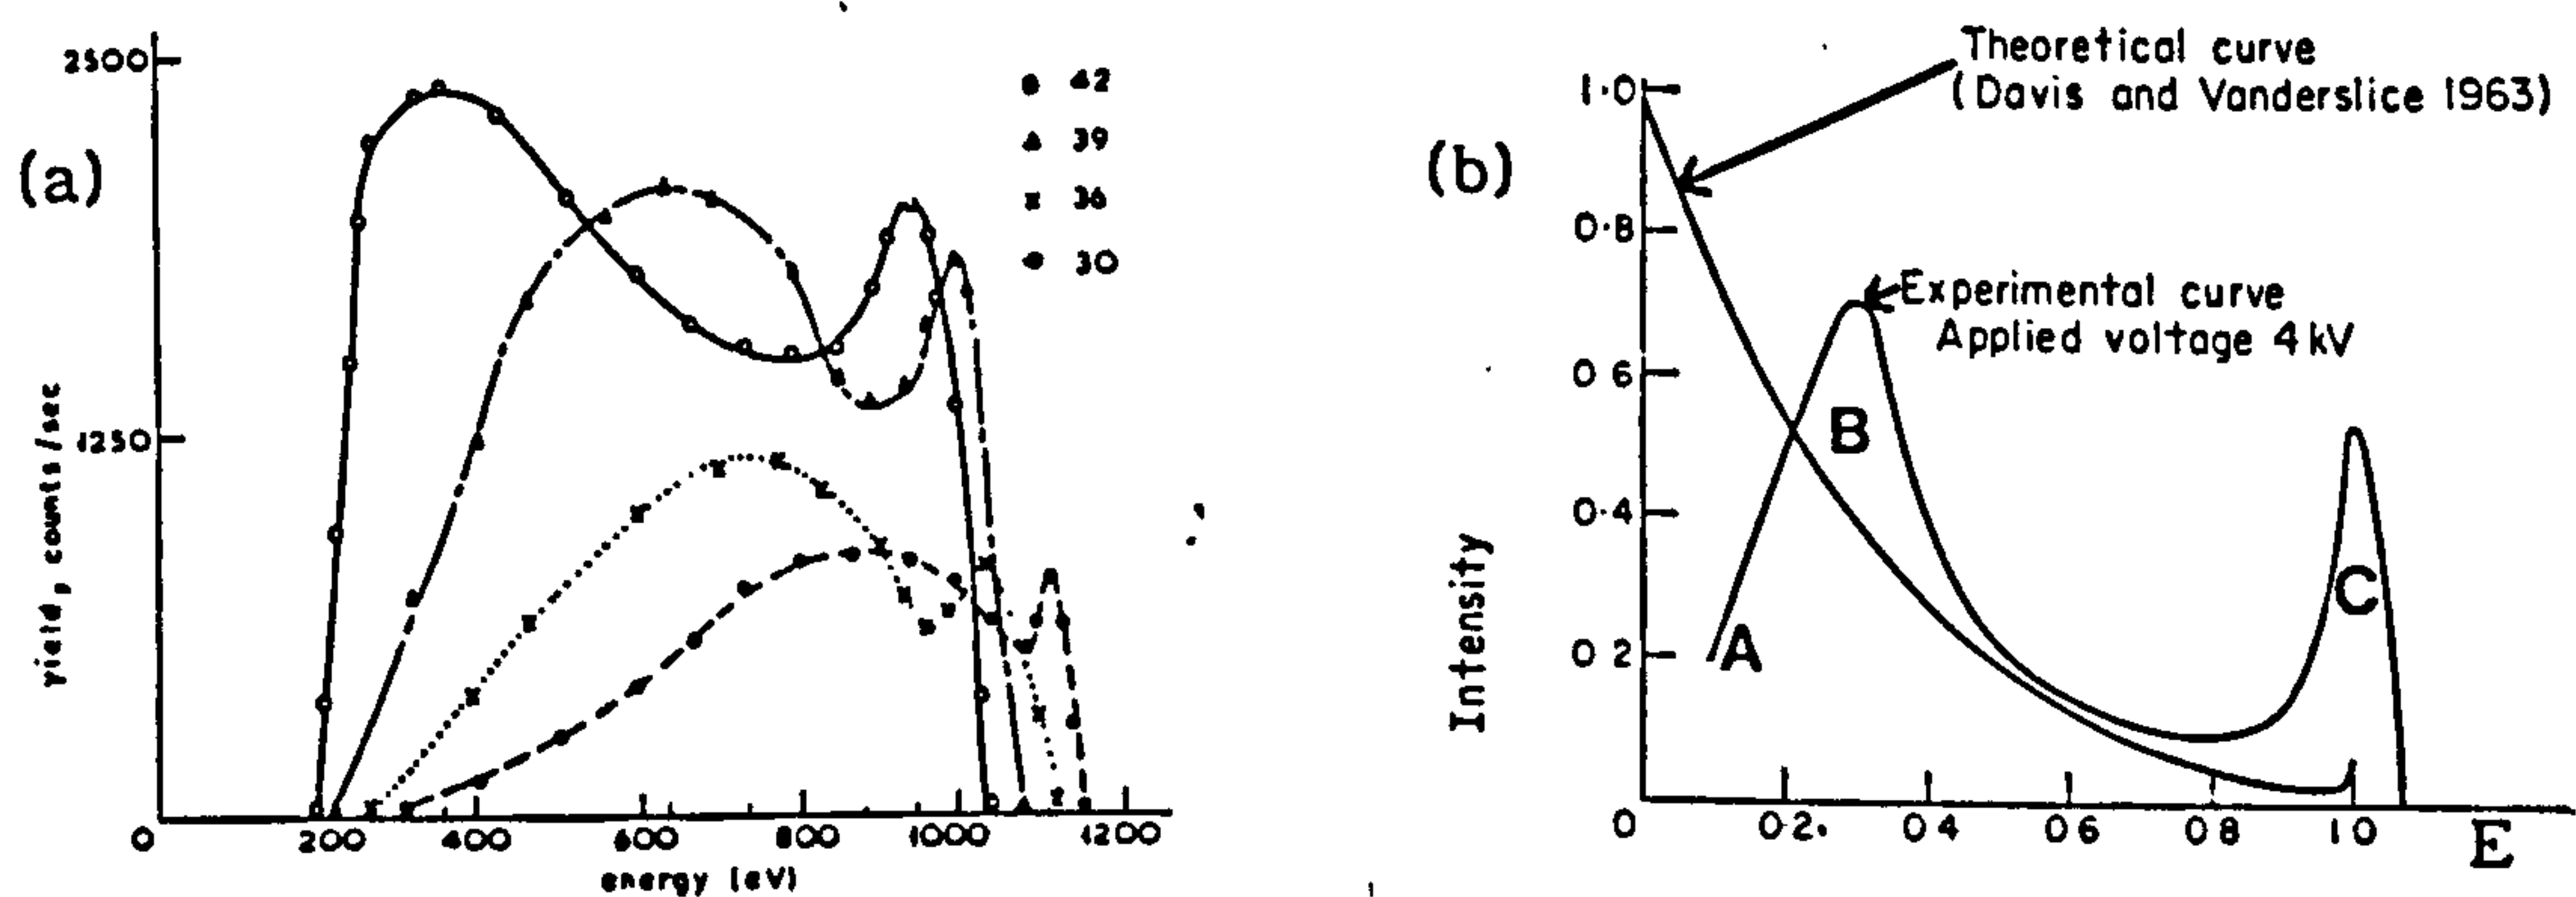 (a)
2500
1250
yield, counts/sec
42
39
36
30
0 200 400 600 800 1000 1200
energy (eV)
(b)
Theoretical curve
(Davis and Vanderslice 1963)
Experimental curve
Applied voltage 4 kV
1·0
0·8
0 6
0·4
0 2
Intensity
A
B
C
0 0·2. 0 4 0 6 0 8 1 0
E